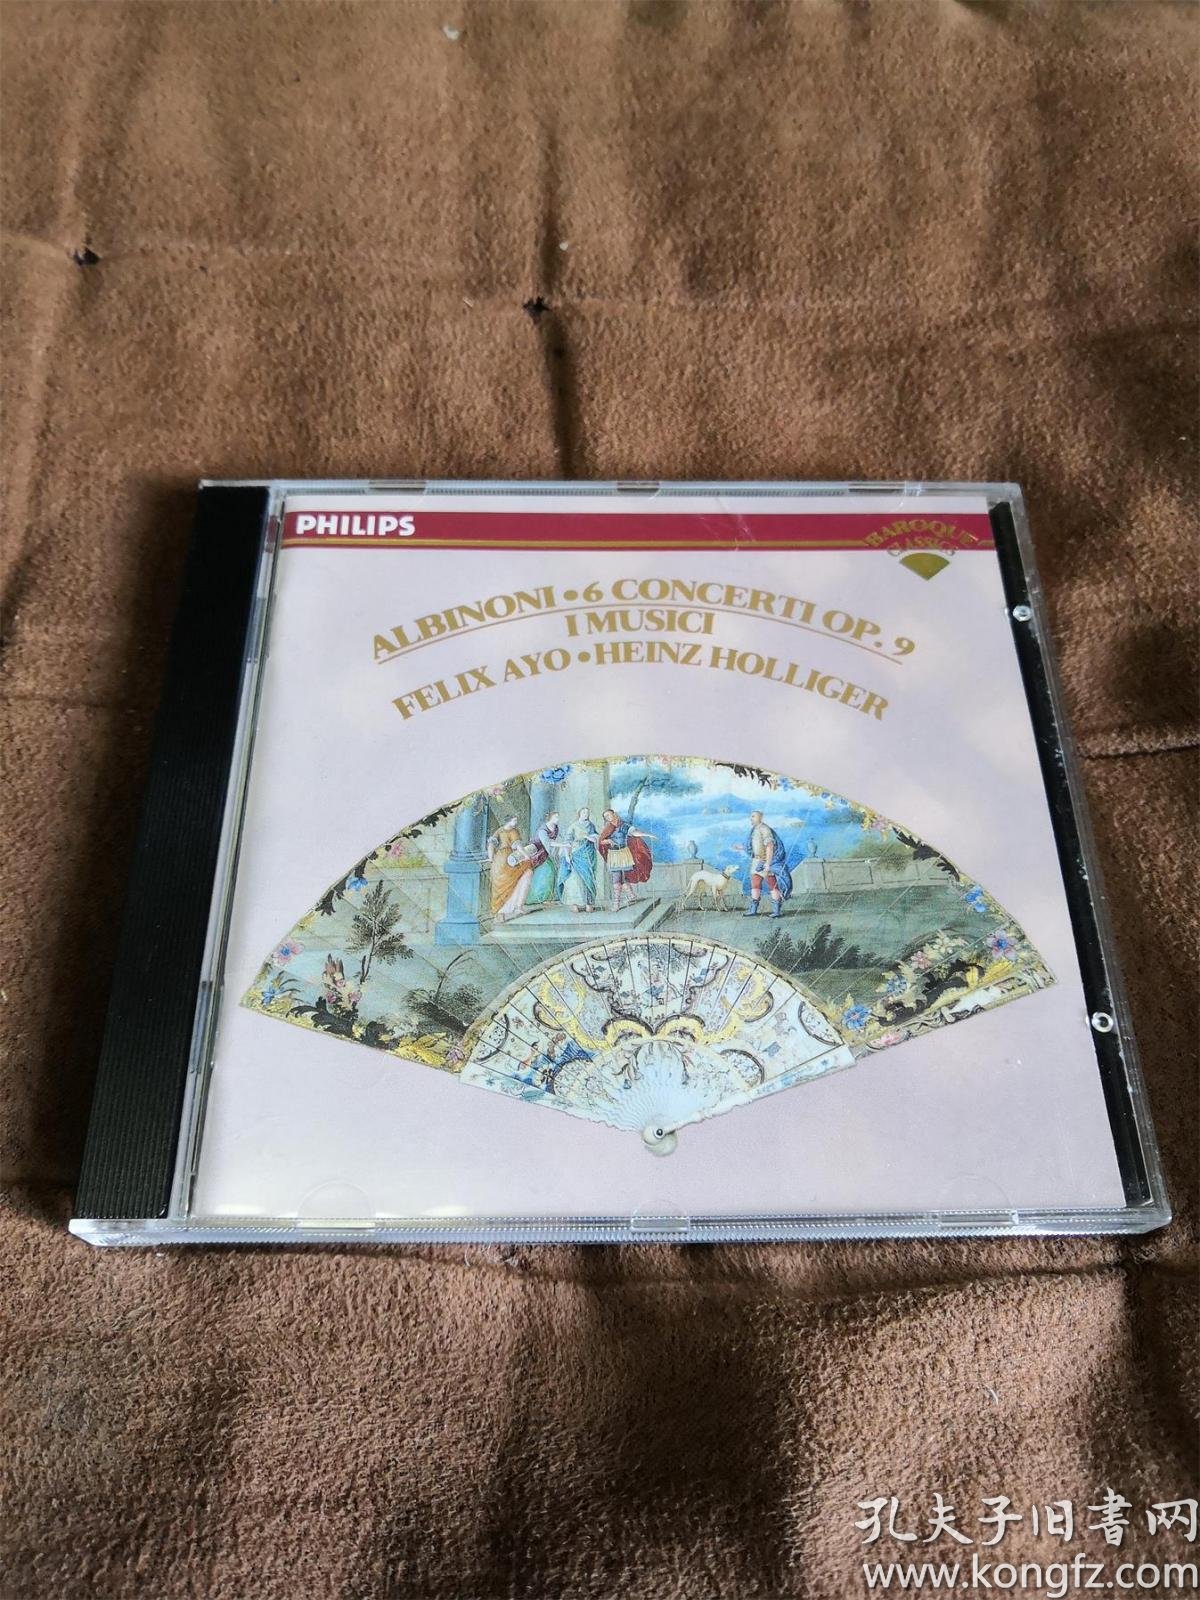 PHILIPS
BAROQUE
CLASSICS
ALBINONI • 6 CONCERTI OP. 9
I MUSICI
FELIX AYO • HEINZ HOLLIGER
孔夫子旧書网
www.kongfz.com